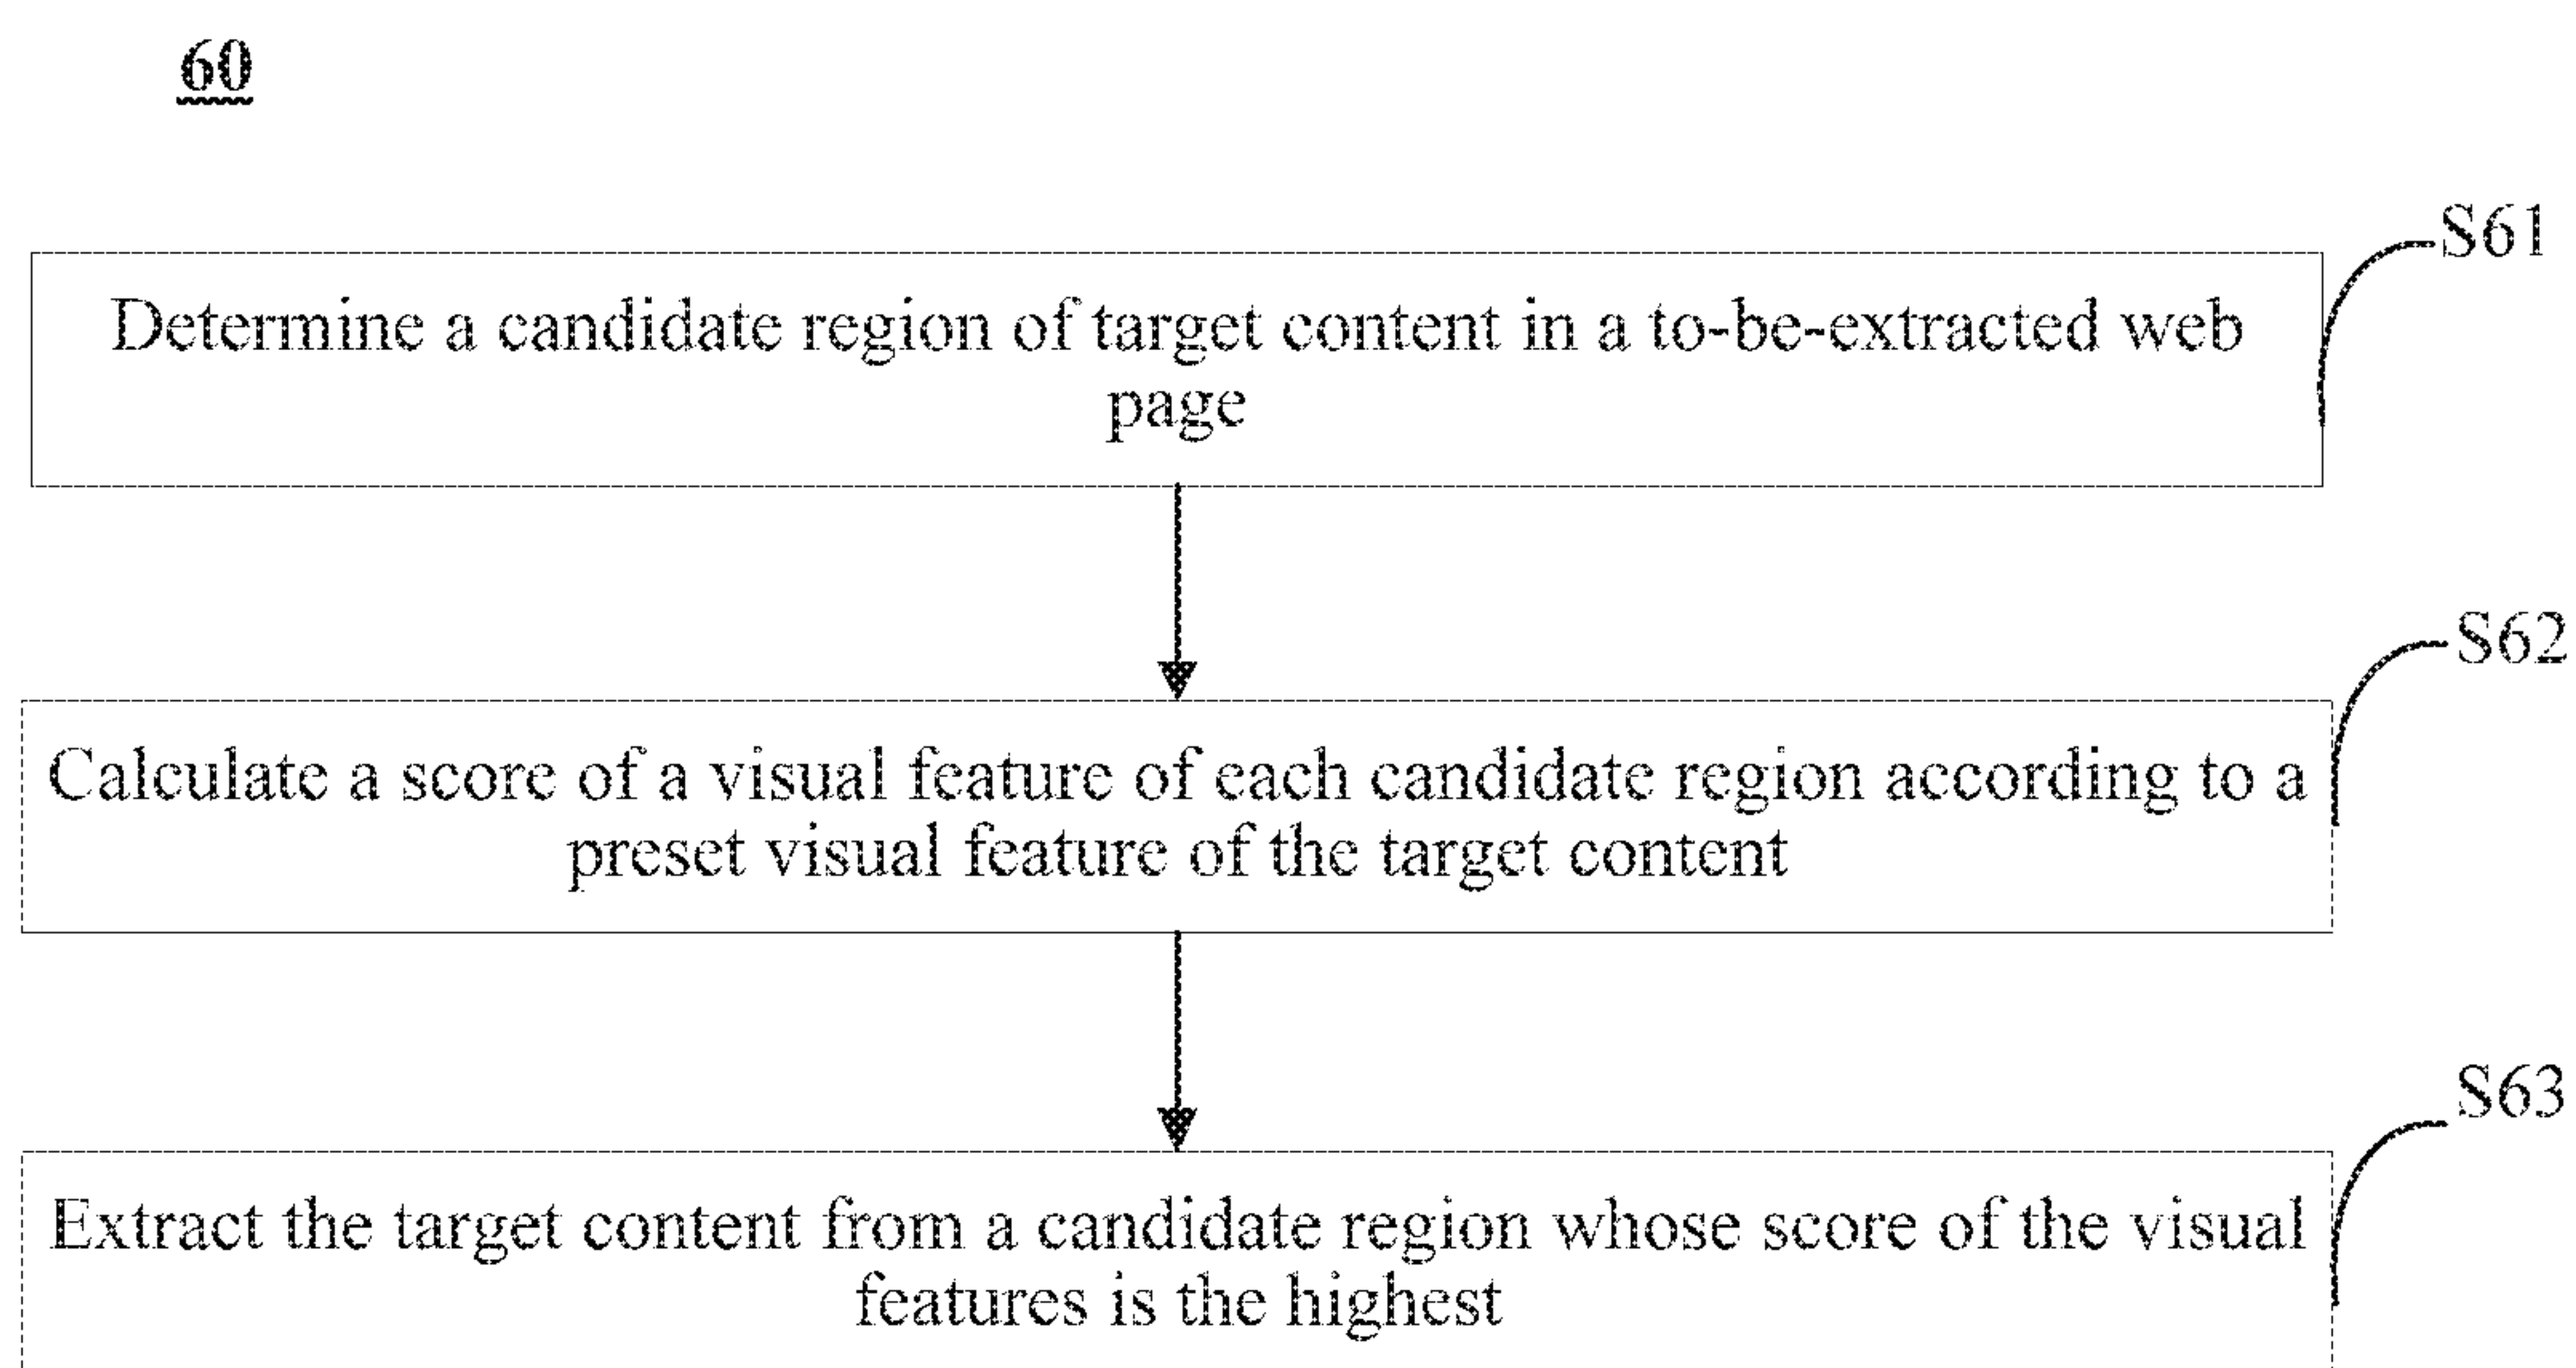 60
S61
Determine a candidate region of target content in a to-be-extracted web
page
S62
Calculate a score of a visual feature of each candidate region according to a
preset visual feature of the target content
S63
Extract the target content from a candidate region whose score of the visual
features is the highest